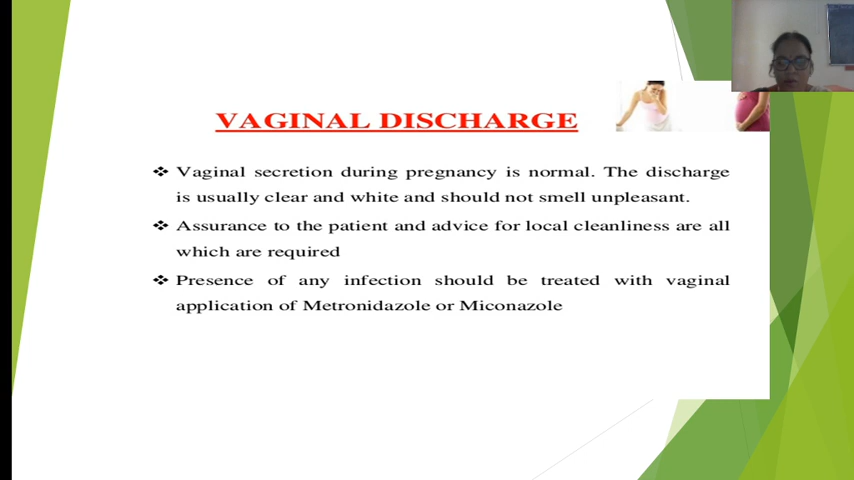 VAGINAL DISCHARGE
❖ Vaginal secretion during pregnancy is normal. The discharge
is usually clear and white and should not smell unpleasant.
❖ Assurance to the patient and advice for local cleanliness are all
which are required
❖ Presence of any infection should be treated with vaginal
application of Metronidazole or Miconazole